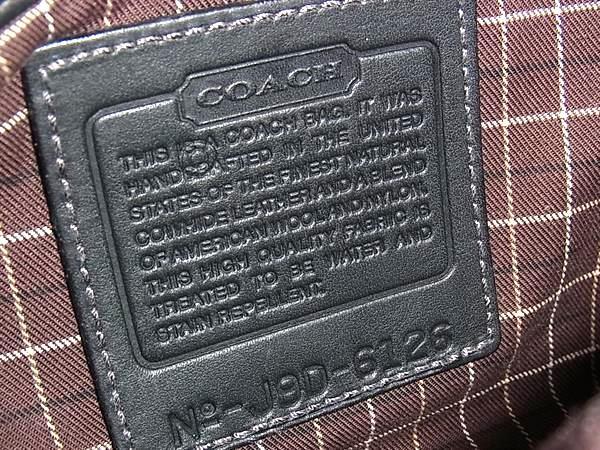 COACH
THIS IS A COACH BAG. IT WAS
HANDCRAFTED IN THE UNITED
STATES OF THE FINEST NATURAL
COWHIDE LEATHER AND A BLEND
OF AMERICAN WOOL AND NYLON.
THIS HIGH QUALITY FABRIC IS
TREATED TO BE WATER AND
STAIN REPELLENT.
Nº-J9D-6126